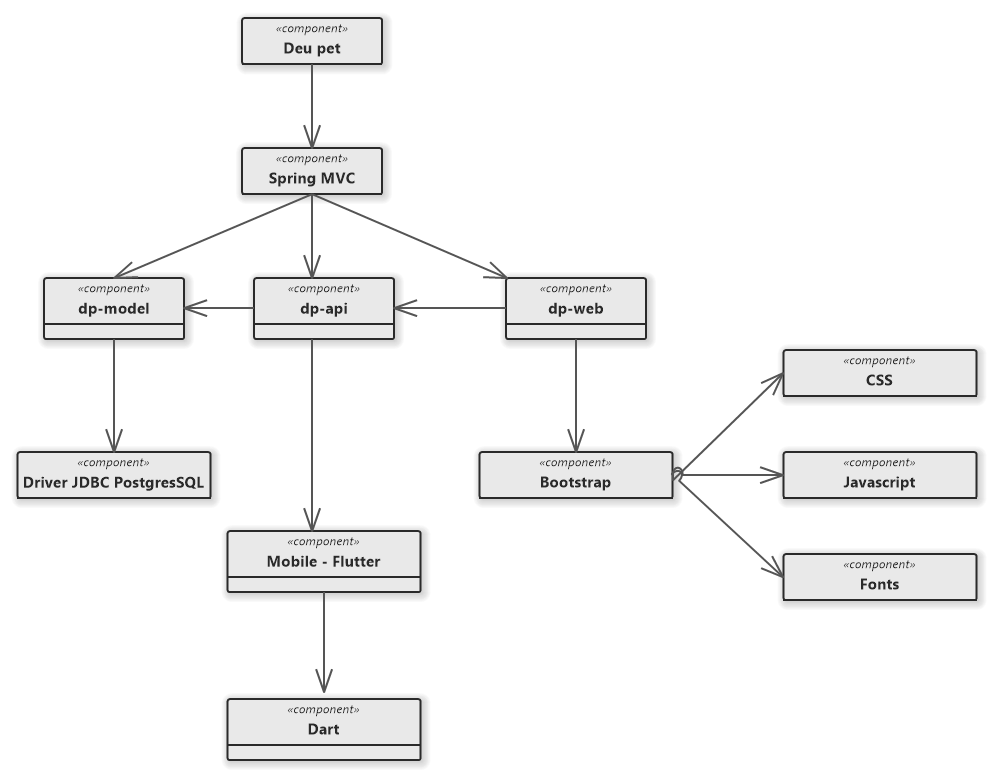 «component»
Deu pet
«component»
Spring MVC
«component»
dp-model
«component»
dp-api
«component»
dp-web
«component»
CSS
«component»
Driver JDBC PostgresSQL
«component»
Bootstrap
«component»
Javascript
«component»
Mobile - Flutter
«component»
Fonts
«component»
Dart